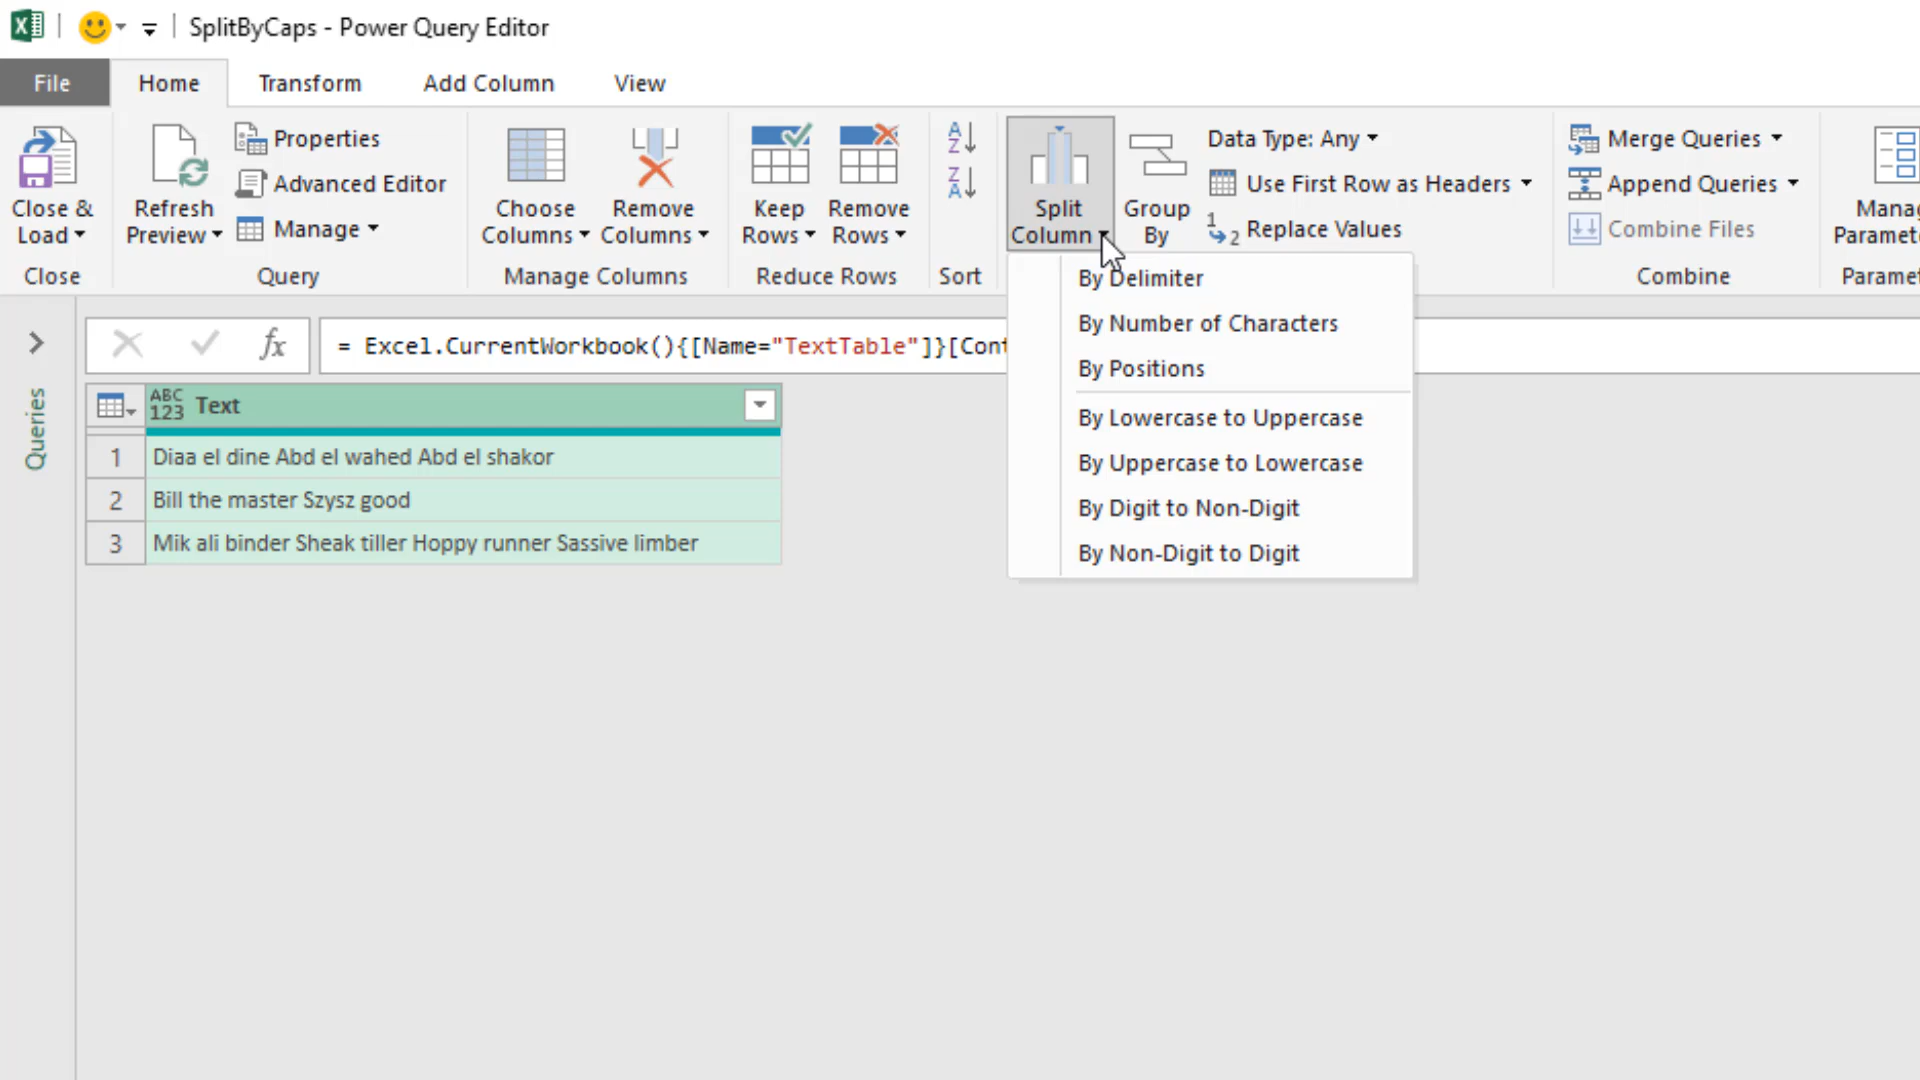 SplitByCaps - Power Query Editor
File Home Transform Add Column View
Close & Load
Refresh Preview
Properties
Advanced Editor
Manage
Choose Columns
Remove Columns
Keep Rows
Remove Rows
A Z
Z A
Split Column
Group By
Data Type: Any
Use First Row as Headers
1 2 Replace Values
Merge Queries
Append Queries
Combine Files
Close
Query
Manage Columns
Reduce Rows
Sort
Combine
By Delimiter
By Number of Characters
By Positions
By Lowercase to Uppercase
By Uppercase to Lowercase
By Digit to Non-Digit
By Non-Digit to Digit
fx = Excel.CurrentWorkbook(){[Name="TextTable"]}[Cont
Queries
ABC 123 Text
1 Diaa el dine Abd el wahed Abd el shakor
2 Bill the master Szysz good
3 Mik ali binder Sheak tiller Hoppy runner Sassive limber